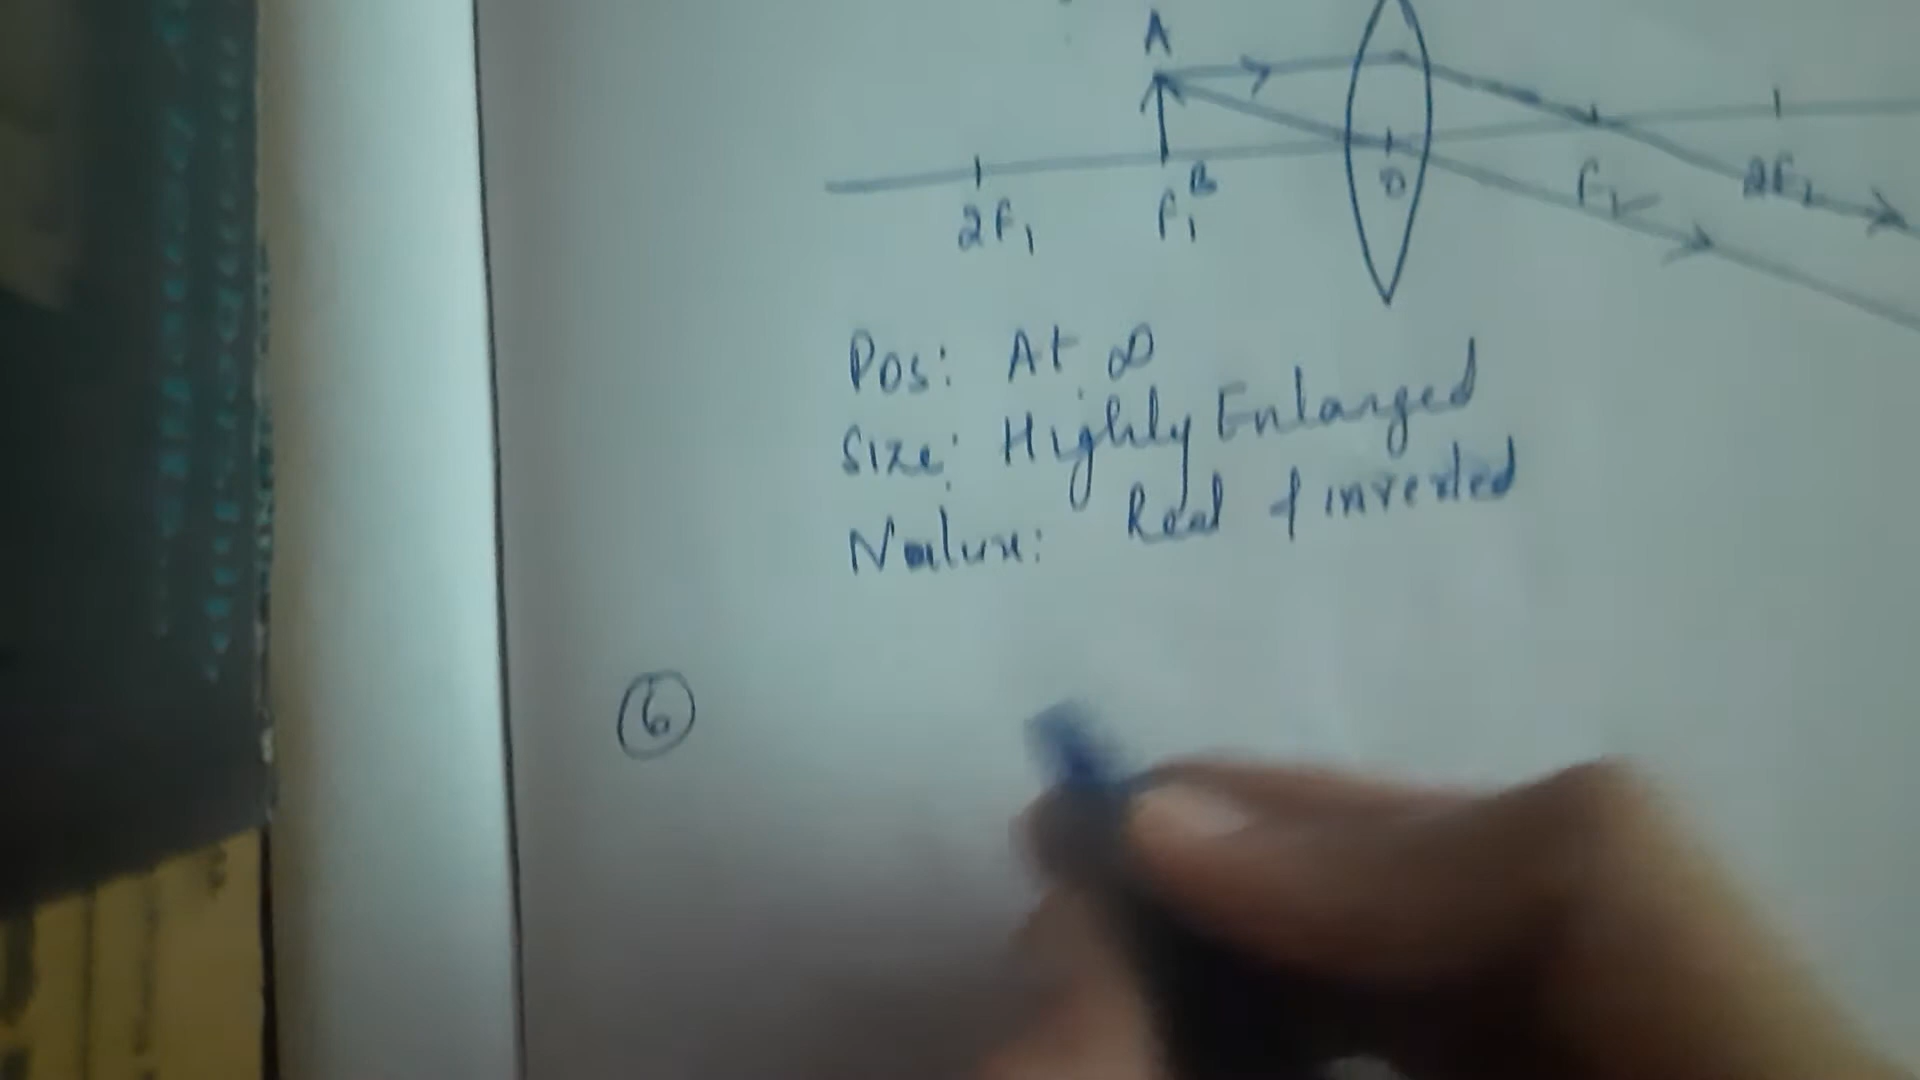 A
2F₁ F₁ B O F₂ 2F₂
Pos: At ∞
Size: Highly Enlarged
Nature: Real & inverted
6